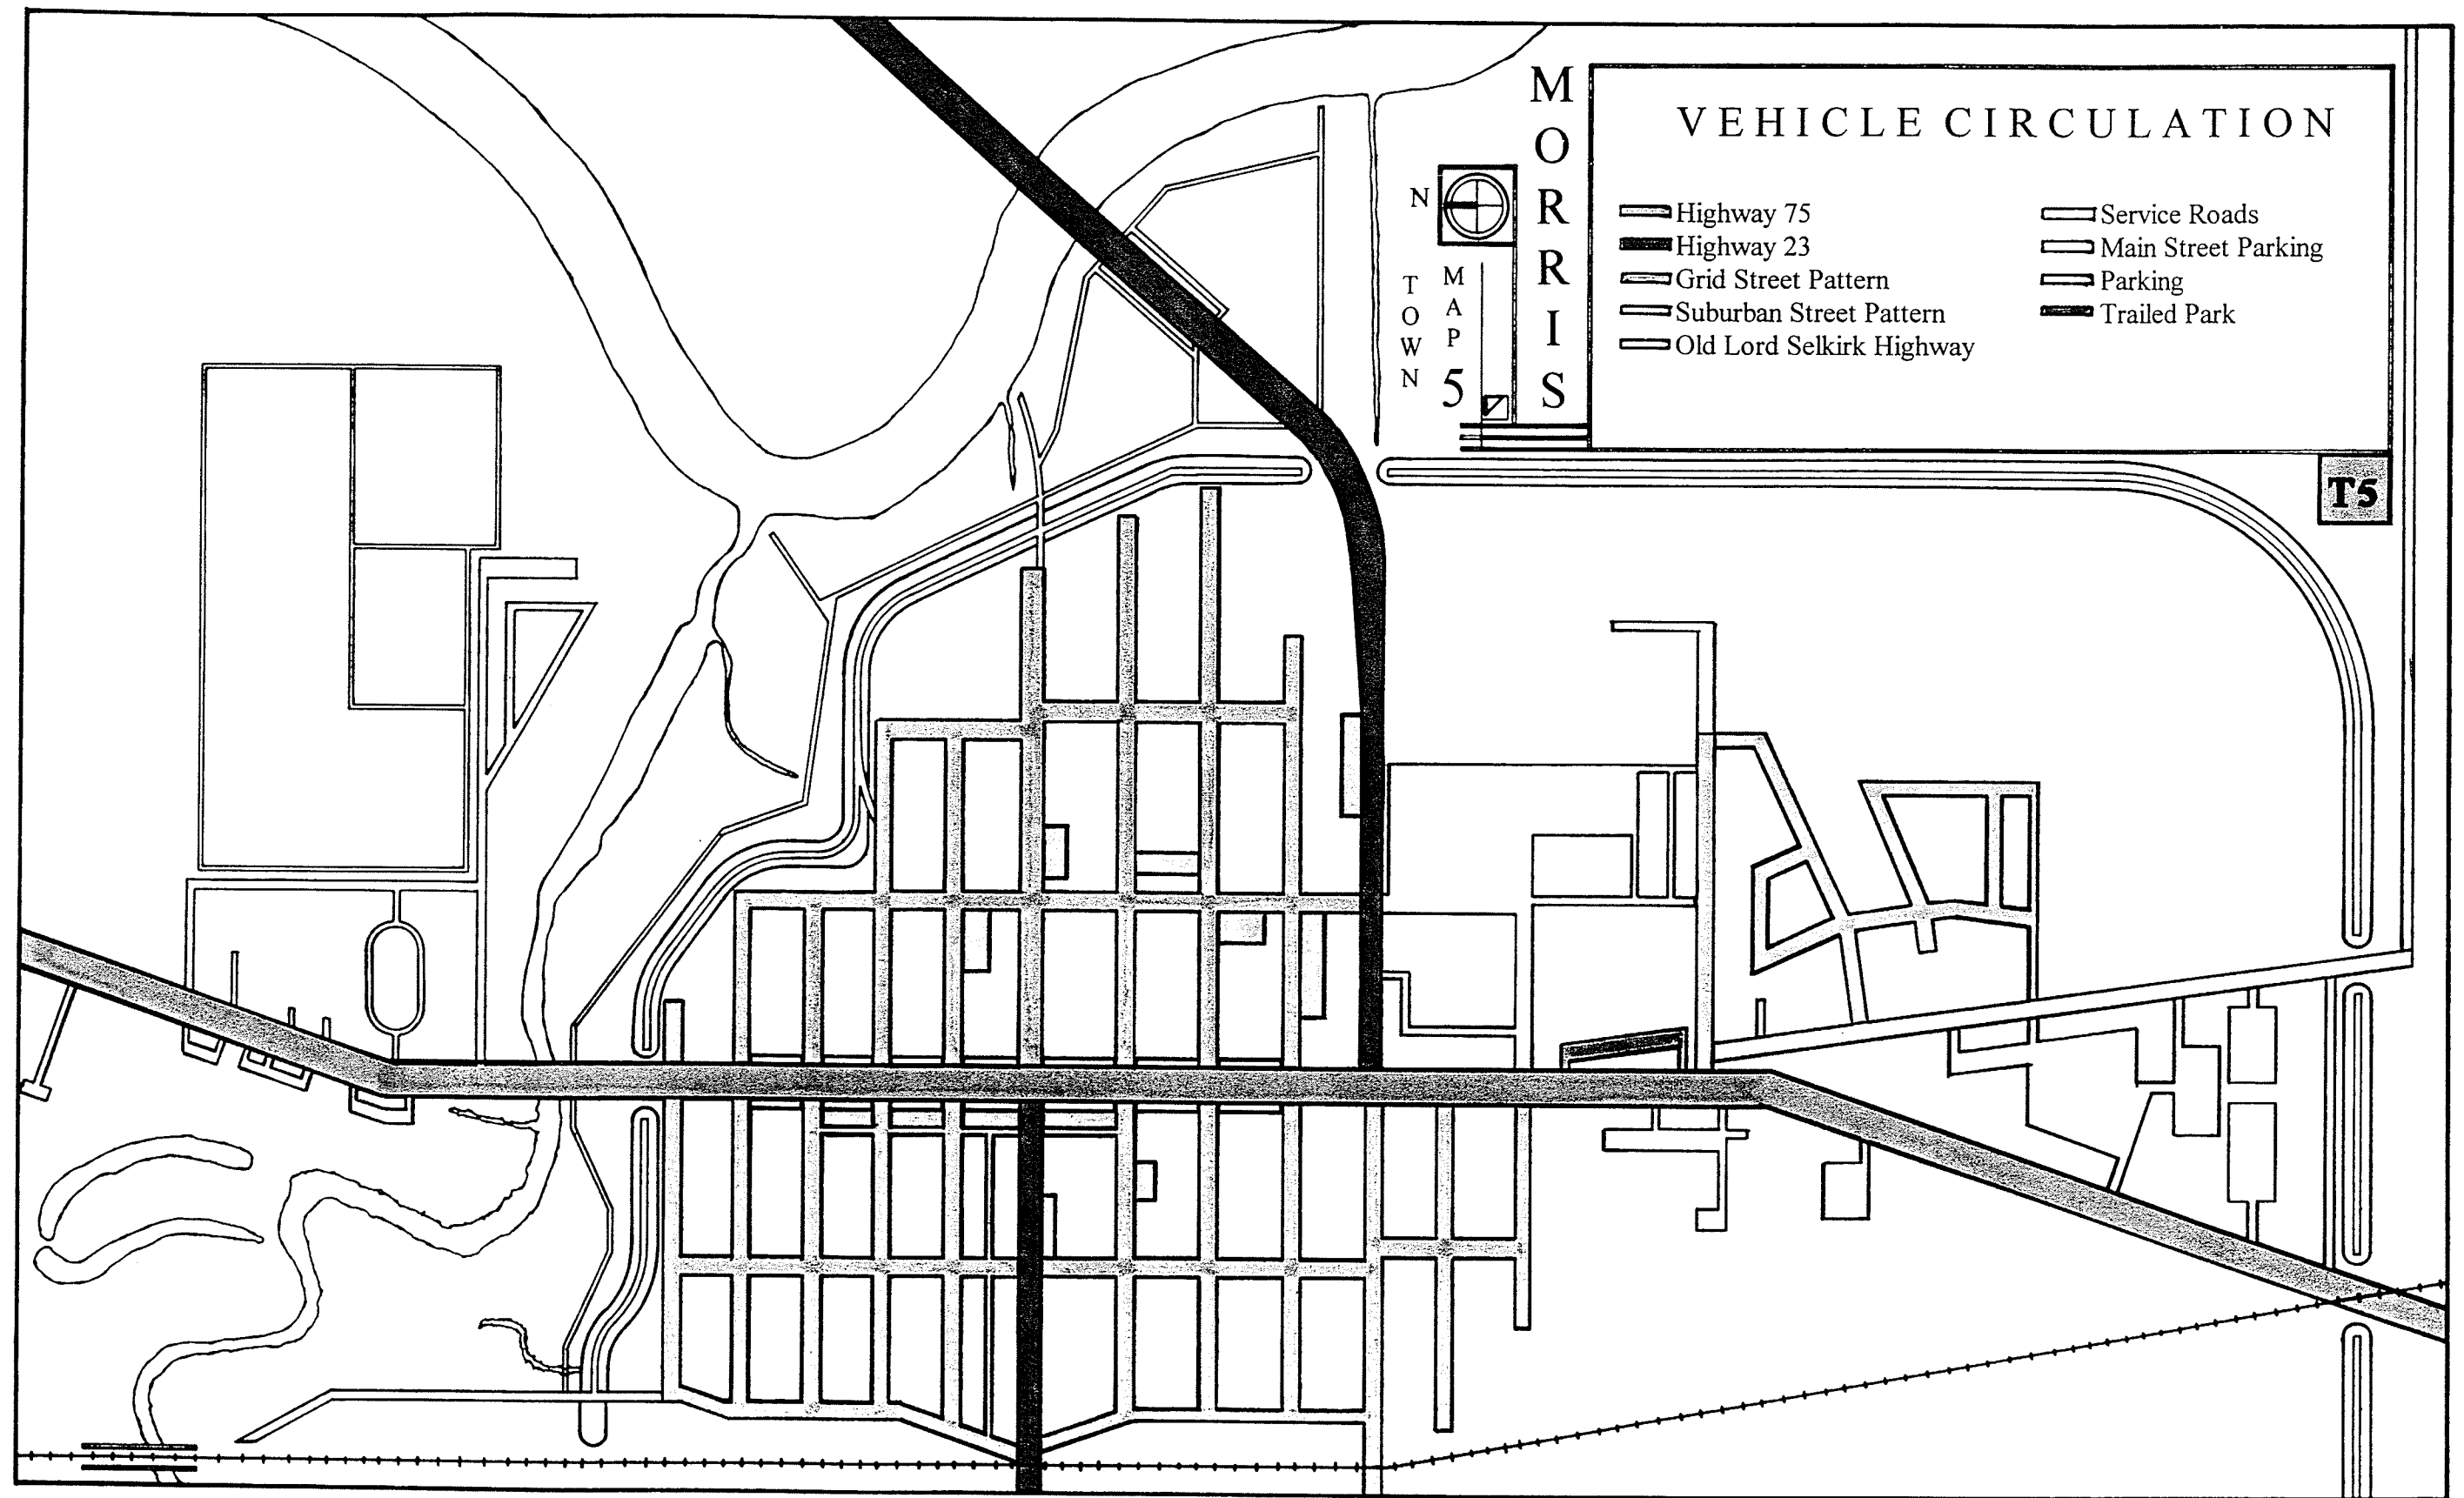 VEHICLE CIRCULATION
Highway 75
Highway 23
Grid Street Pattern
Suburban Street Pattern
Old Lord Selkirk Highway
Service Roads
Main Street Parking
Parking
Trailed Park
MORRIS
N
TOWN
MAP
5
T5